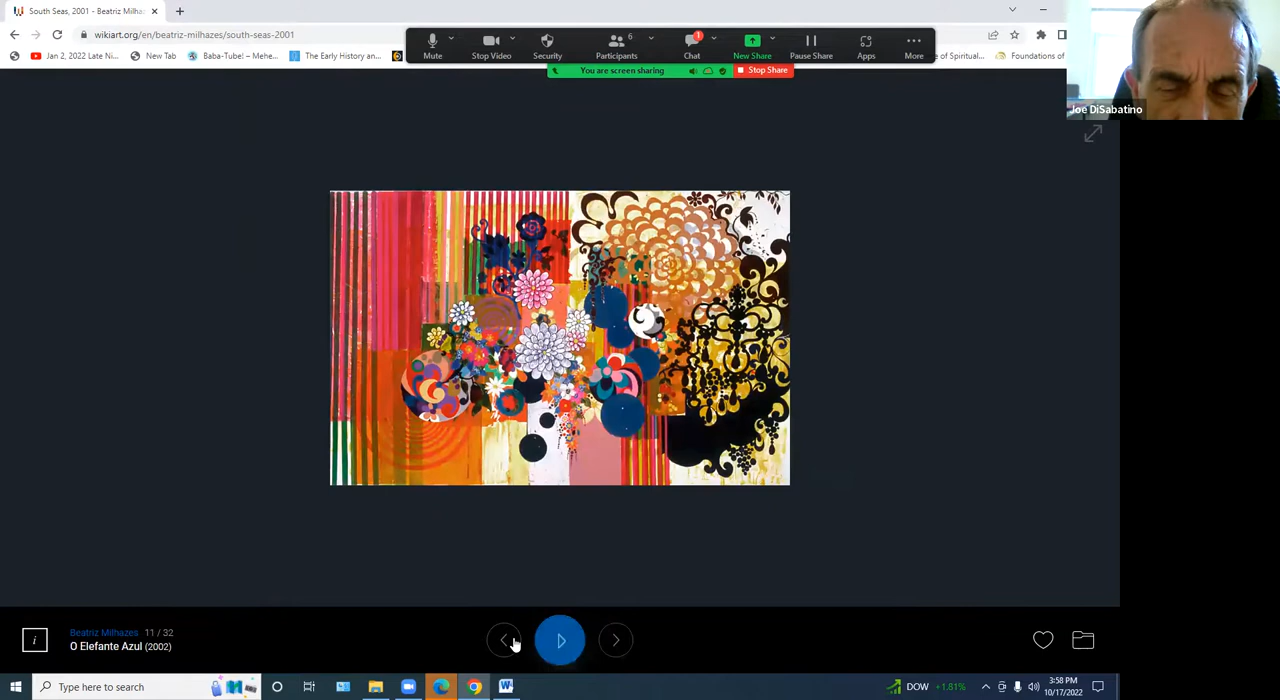 South Seas, 2001 - Beatriz Milha:
wikiart.org/en/beatriz-milhazes/south-seas-2001
Jan 2, 2022 Late Ni...
New Tab
Baba-Tube! – Mehe...
The Early History an...
e of Spiritual...
Foundations of
6
1
Mute
Stop Video
Security
Participants
Chat
New Share
Pause Share
Apps
More
You are screen sharing
Stop Share
Joe DiSabatino
Beatriz Milhazes 11 / 32
O Elefante Azul (2002)
Type here to search
DOW +1.81%
3:58 PM
10/17/2022